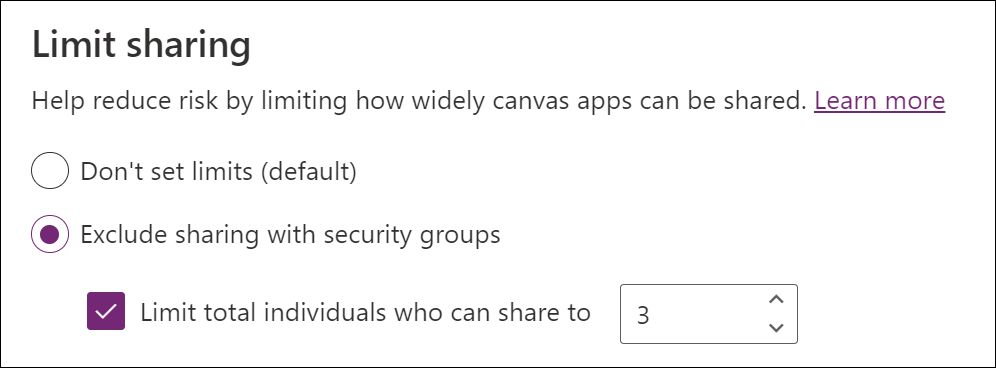 Limit sharing
Help reduce risk by limiting how widely canvas apps can be shared. Learn more
Don't set limits (default)
Exclude sharing with security groups
Limit total individuals who can share to 3